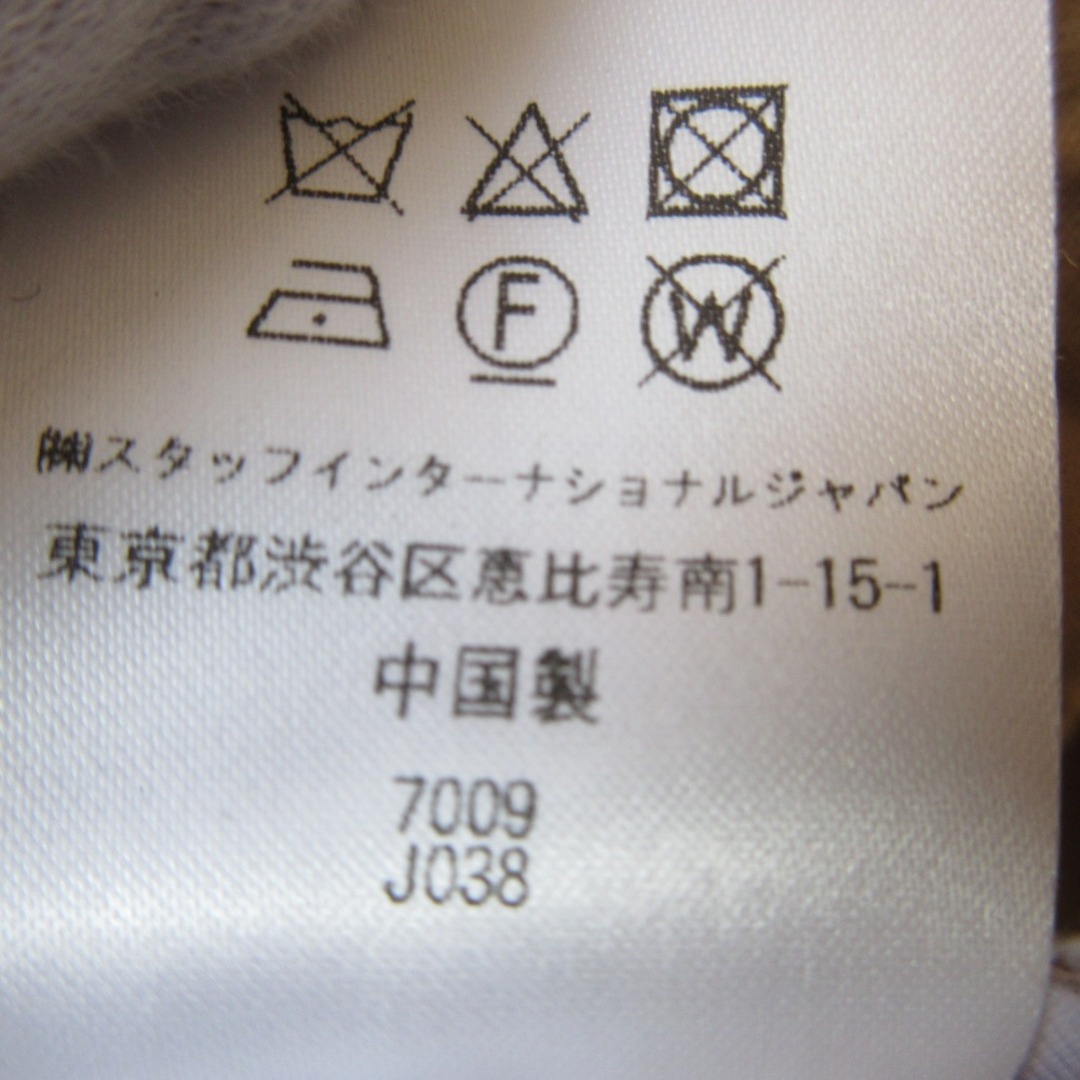 F W
㈱スタッフインターナショナルジャパン
東京都渋谷区恵比寿南1-15-1
中国製
7009
J038